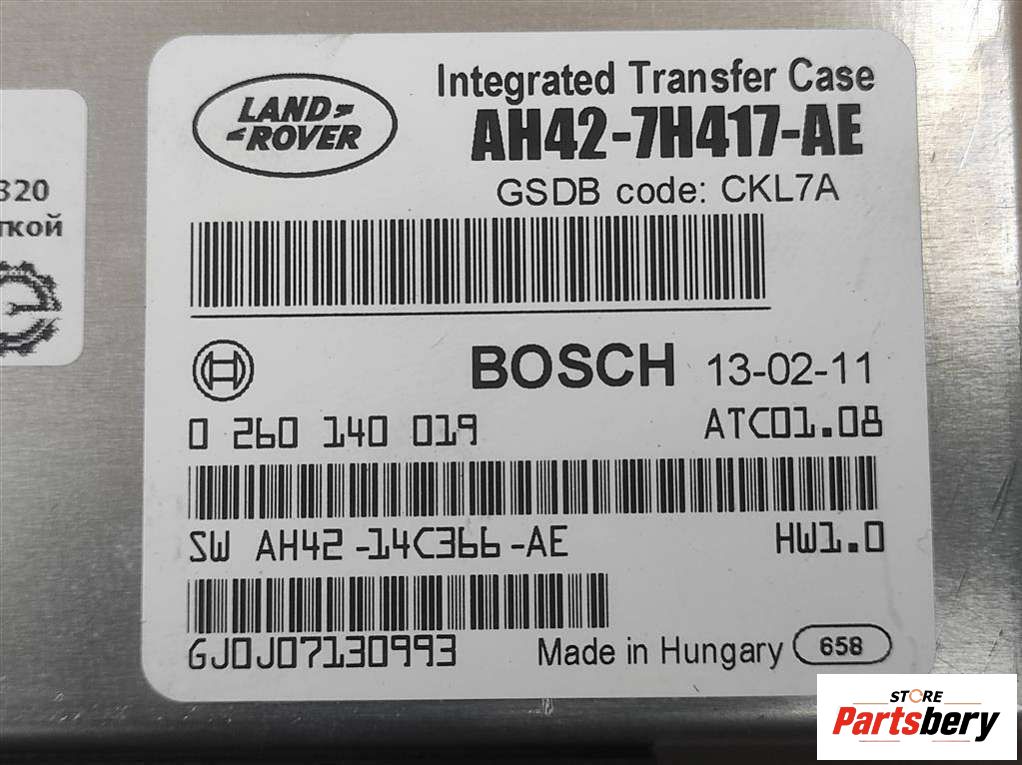 LAND
ROVER
Integrated Transfer Case
AH42-7H417-AE
GSDB code: CKL7A
BOSCH 13-02-11
0 260 140 019 ATC01.08
SW AH42-14C366-AE HW1.0
GJ0J07130993 Made in Hungary 658
320
STORE
Partsbery